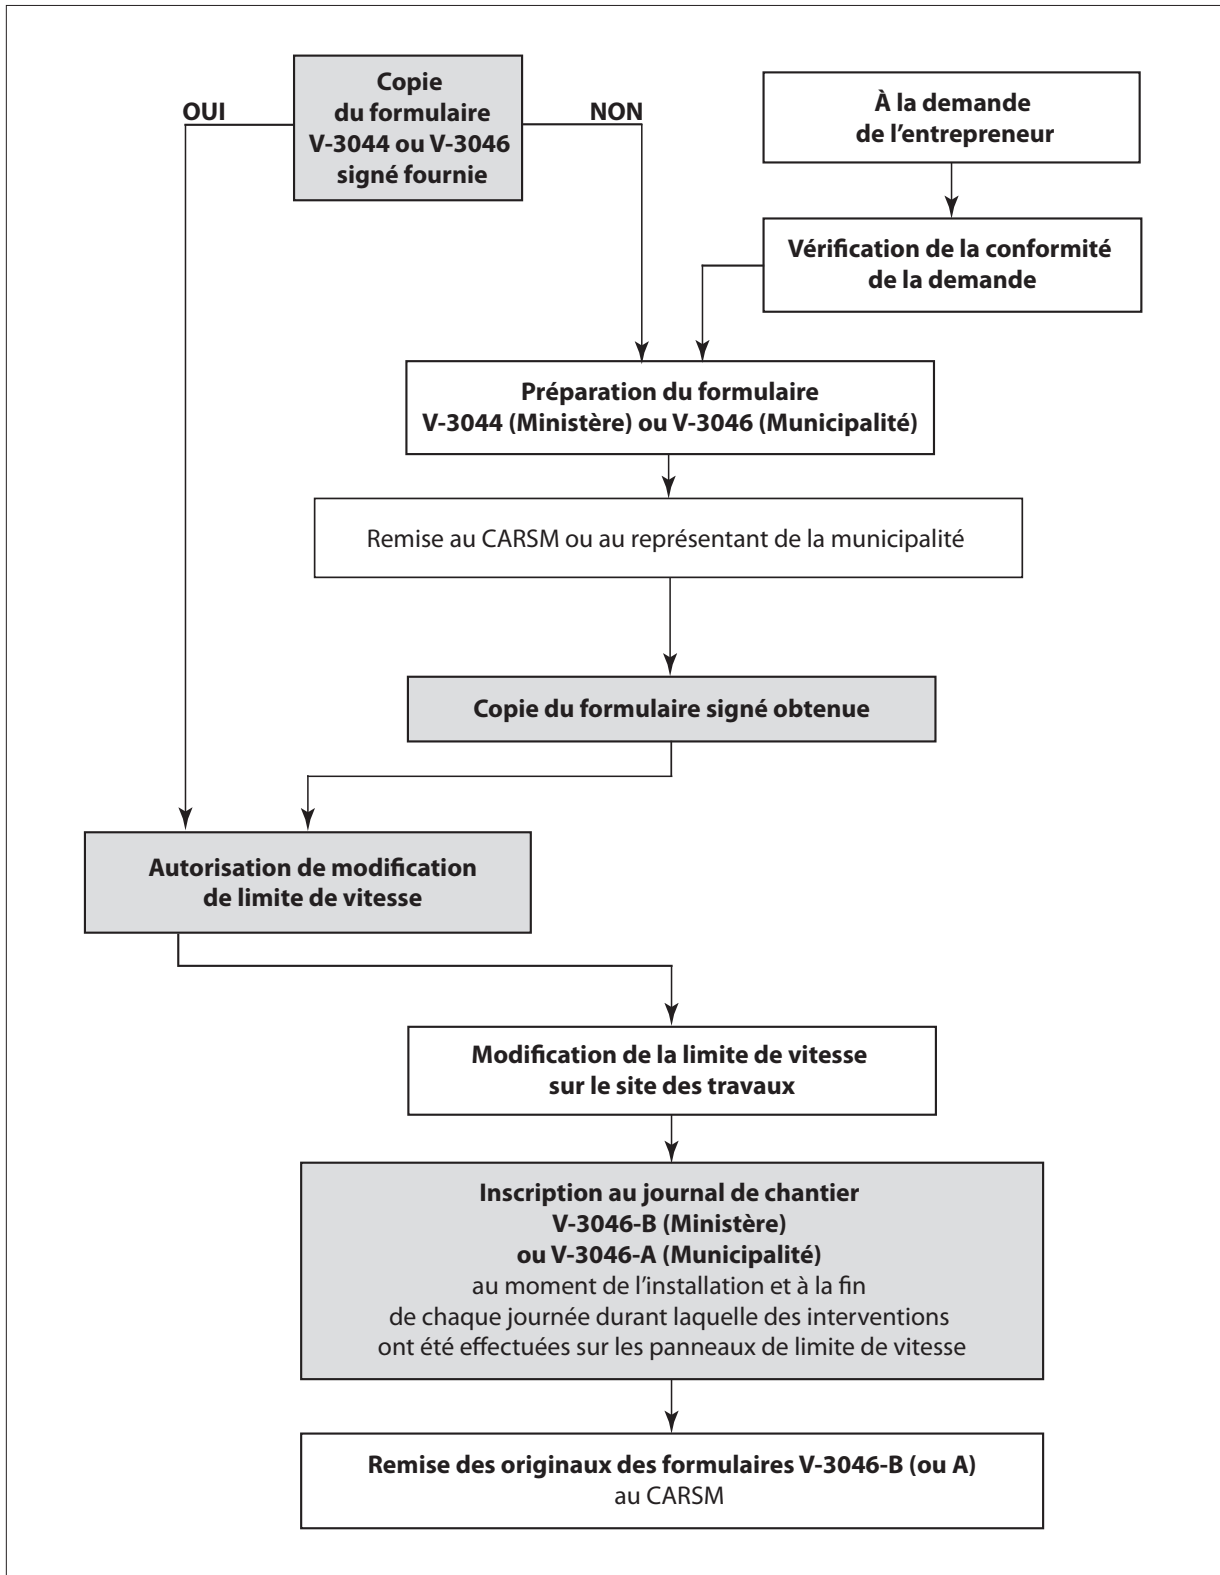 Copie
du formulaire
V-3044 ou V-3046
signé fournie
OUI
NON
À la demande
de l’entrepreneur
Vérification de la conformité
de la demande
Préparation du formulaire
V-3044 (Ministère) ou V-3046 (Municipalité)
Remise au CARSM ou au représentant de la municipalité
Copie du formulaire signé obtenue
Autorisation de modification
de limite de vitesse
Modification de la limite de vitesse
sur le site des travaux
Inscription au journal de chantier
V-3046-B (Ministère)
ou V-3046-A (Municipalité)
au moment de l’installation et à la fin
de chaque journée durant laquelle des interventions
ont été effectuées sur les panneaux de limite de vitesse
Remise des originaux des formulaires V-3046-B (ou A)
au CARSM